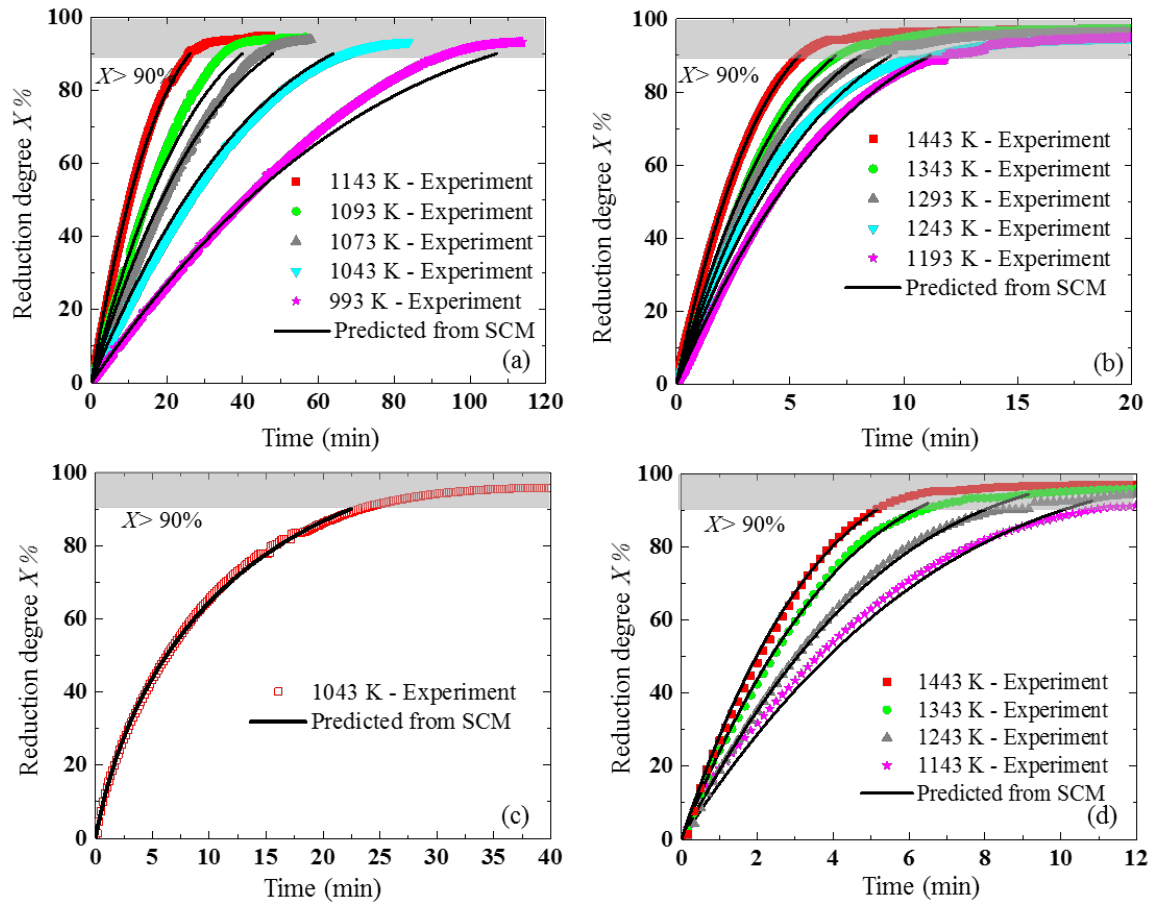 100
80
60
40
20
0
Reduction degree X %
X> 90%
1143 K - Experiment
1093 K - Experiment
1073 K - Experiment
1043 K - Experiment
993 K - Experiment
Predicted from SCM
(a)
0 20 40 60 80 100 120
Time (min)
100
80
60
40
20
0
Reduction degree X %
X> 90%
1443 K - Experiment
1343 K - Experiment
1293 K - Experiment
1243 K - Experiment
1193 K - Experiment
Predicted from SCM
(b)
0 5 10 15 20
Time (min)
100
80
60
40
20
0
Reduction degree X %
X> 90%
1043 K - Experiment
Predicted from SCM
(c)
0 5 10 15 20 25 30 35 40
Time (min)
100
80
60
40
20
0
Reduction degree X %
X> 90%
1443 K - Experiment
1343 K - Experiment
1243 K - Experiment
1143 K - Experiment
Predicted from SCM
(d)
0 2 4 6 8 10 12
Time (min)